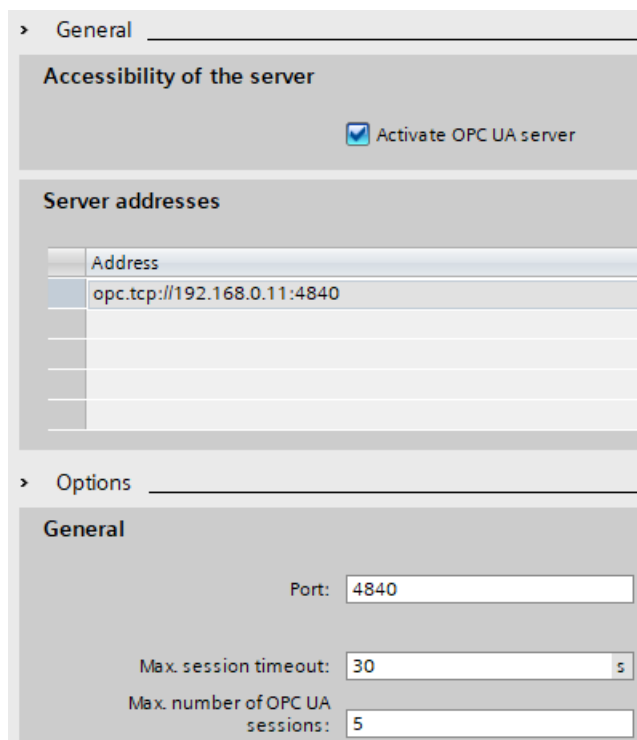 General
Accessibility of the server
Activate OPC UA server
Server addresses
Address
opc.tcp://192.168.0.11:4840
Options
General
Port: 4840
Max. session timeout: 30 s
Max. number of OPC UA
sessions: 5